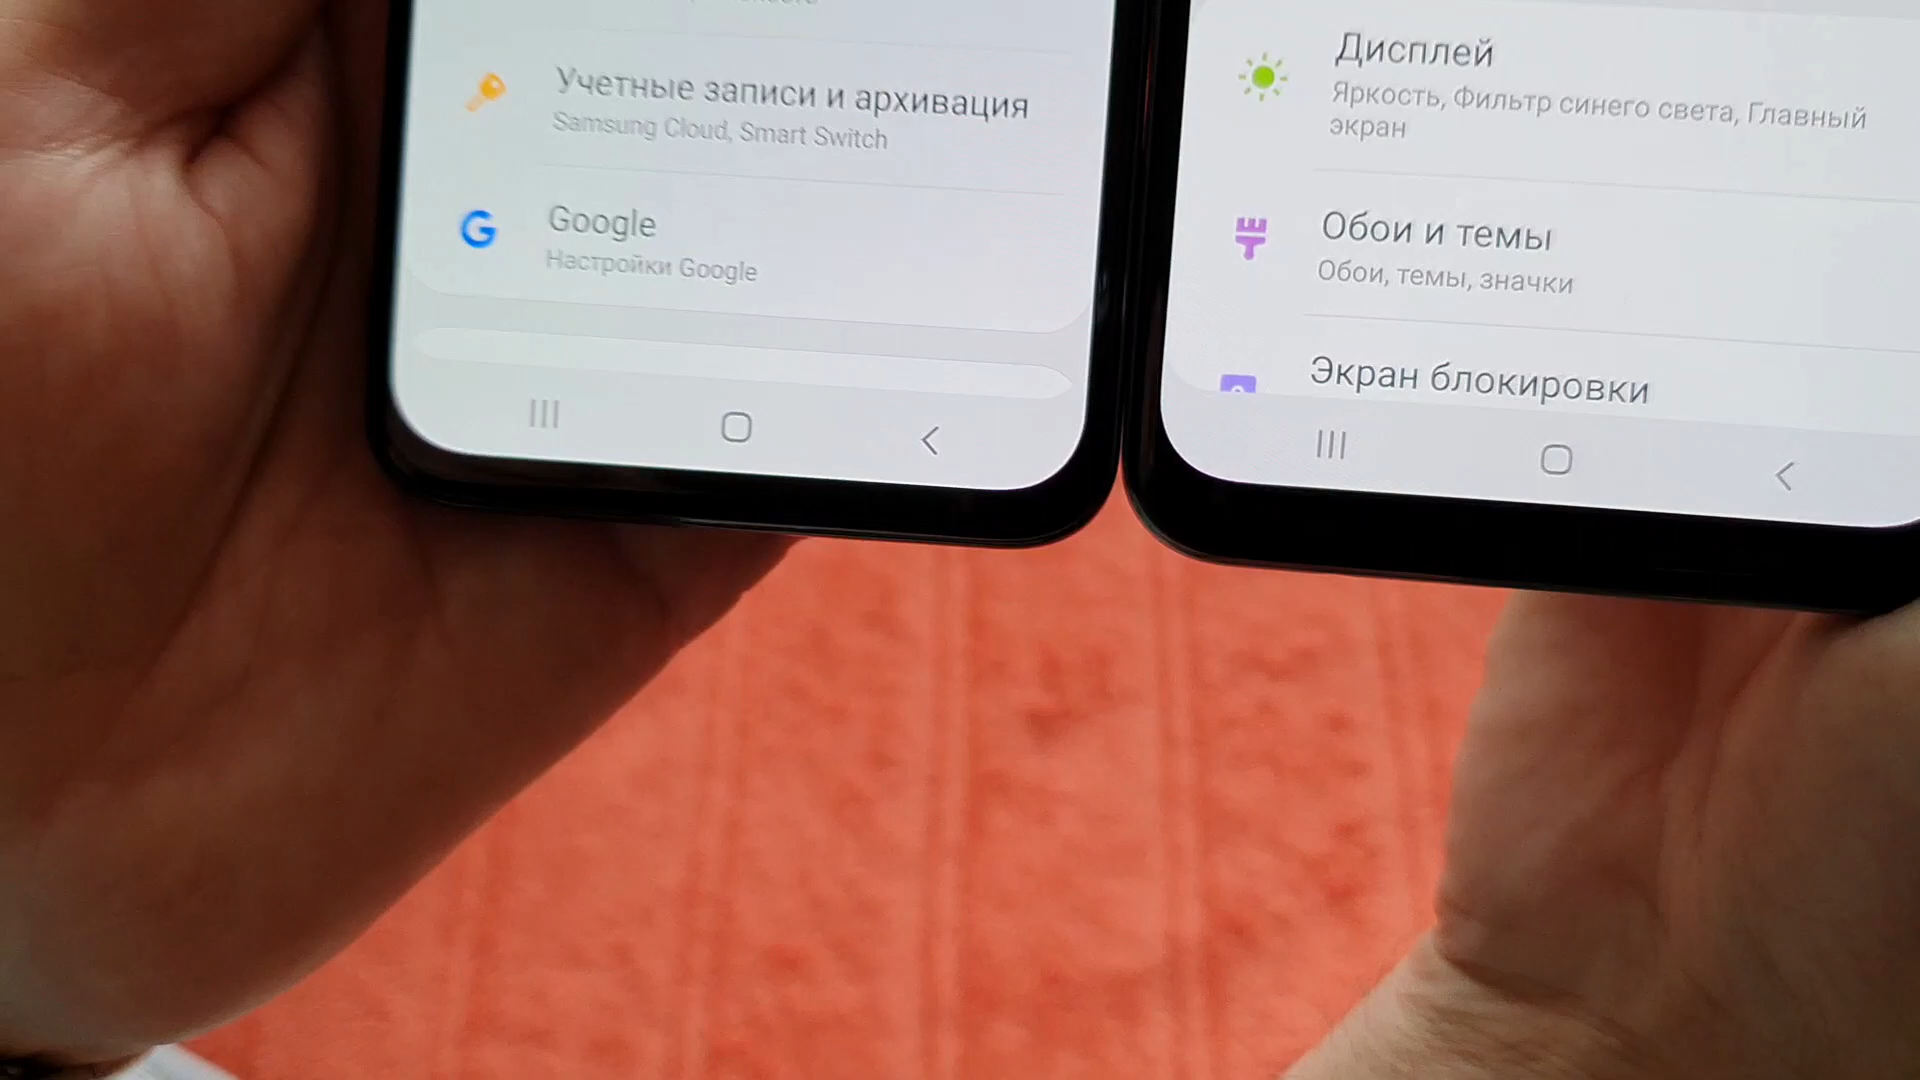 Учетные записи и архивация
Samsung Cloud, Smart Switch
Google
Настройки Google
Дисплей
Яркость, Фильтр синего света, Главный
экран
Обои и темы
Обои, темы, значки
Экран блокировки